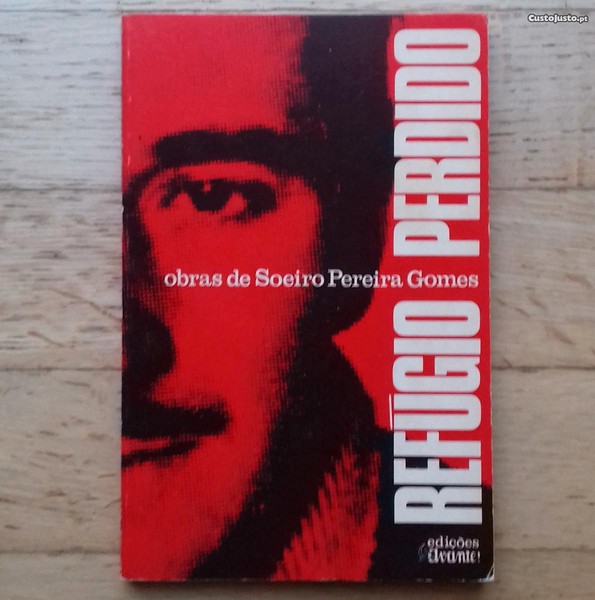 CustoJusto.pt
REFÚGIO PERDIDO
obras de Soeiro Pereira Gomes
edições
avante!